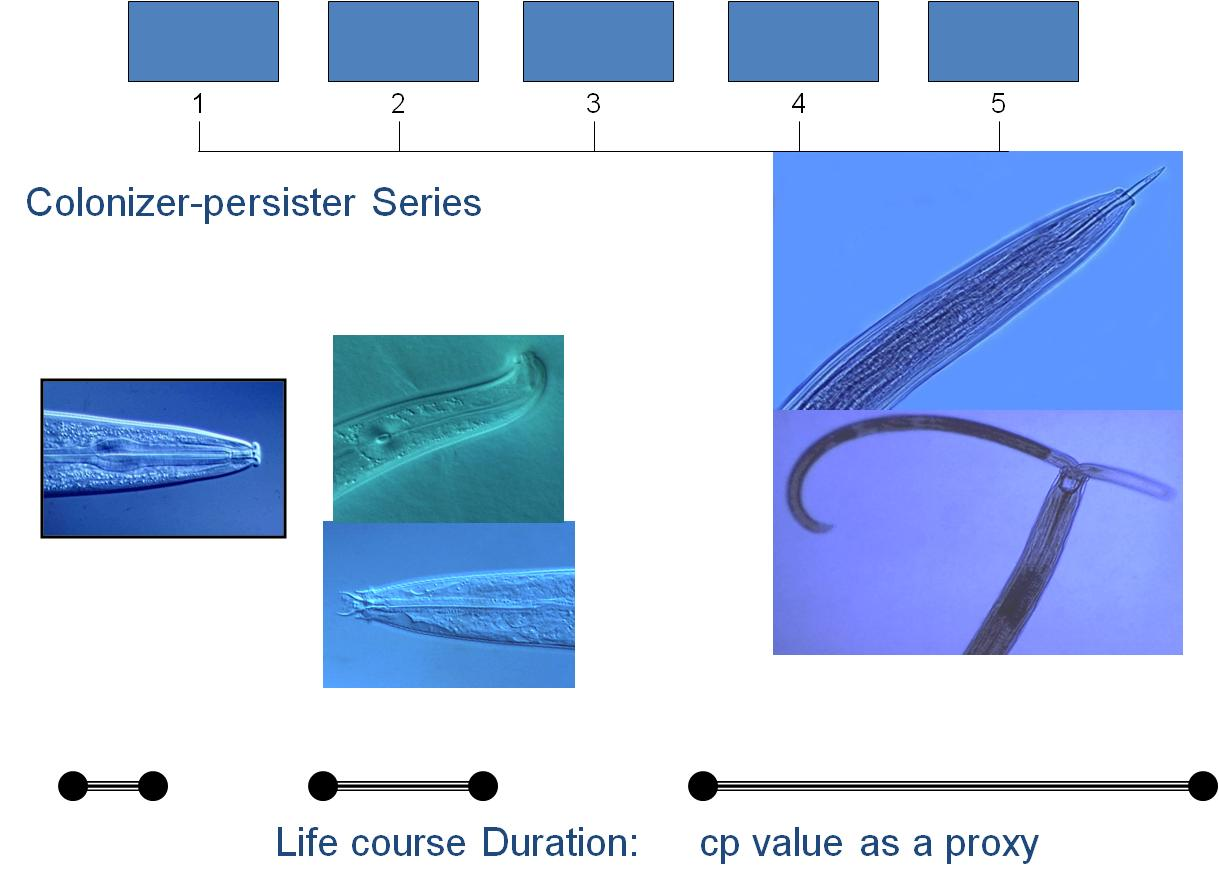 1 2 3 4 5
Colonizer-persister Series
Life course Duration: cp value as a proxy